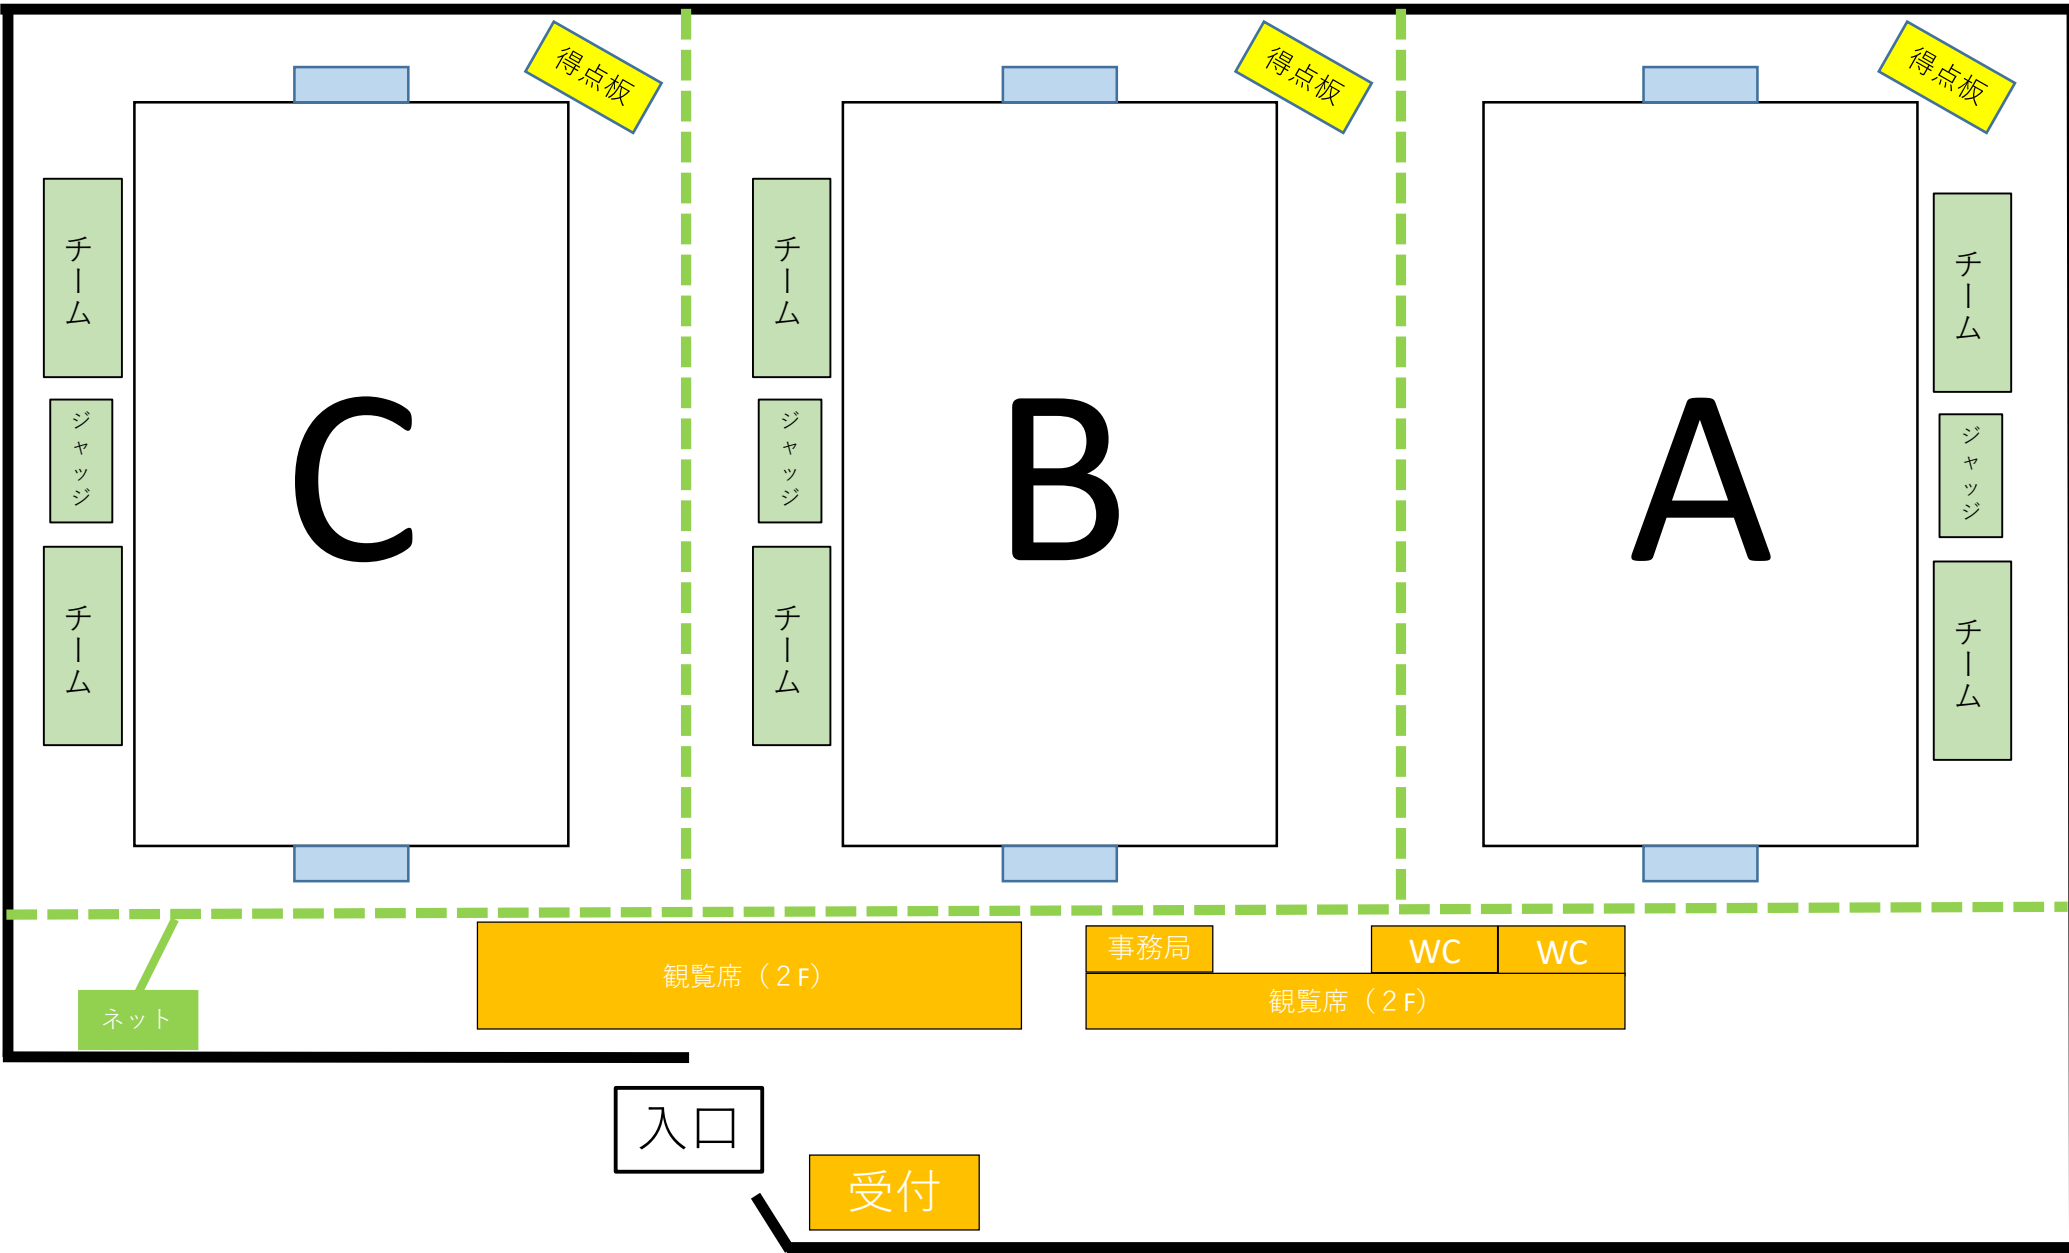 得点板
得点板
得点板
チーム
チーム
チーム
ジャッジ
C
ジャッジ
B
A
ジャッジ
チーム
チーム
チーム
観覧席（２F）
事務局
WC
WC
観覧席（２F）
ネット
入口
受付